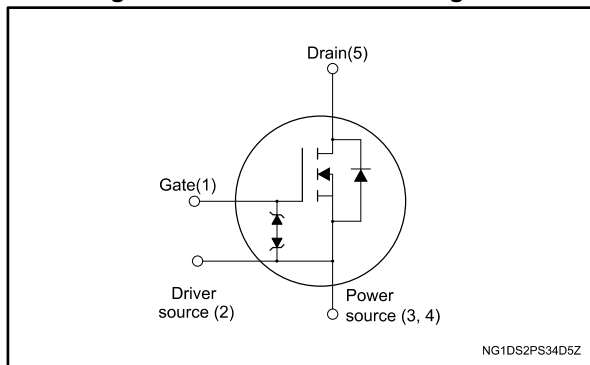 Drain(5)
Gate(1)
Driver
source (2)
Power
source (3, 4)
NG1DS2PS34D5Z